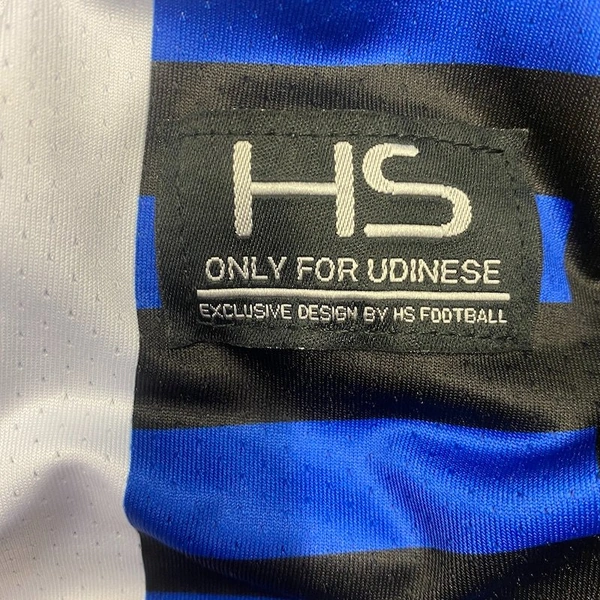 HS
ONLY FOR UDINESE
EXCLUSIVE DESIGN BY HS FOOTBALL